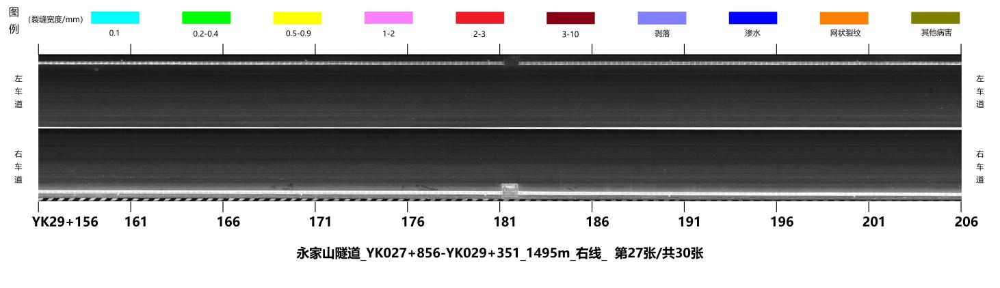 图例
(裂缝宽度/mm)
0.1
0.2-0.4
0.5-0.9
1-2
2-3
3-10
剥落
渗水
网状裂纹
其他病害
左车道
左车道
右车道
右车道
YK29+156 161 166 171 176 181 186 191 196 201 206
永家山隧道_YK027+856-YK029+351_1495m_右线_ 第27张/共30张